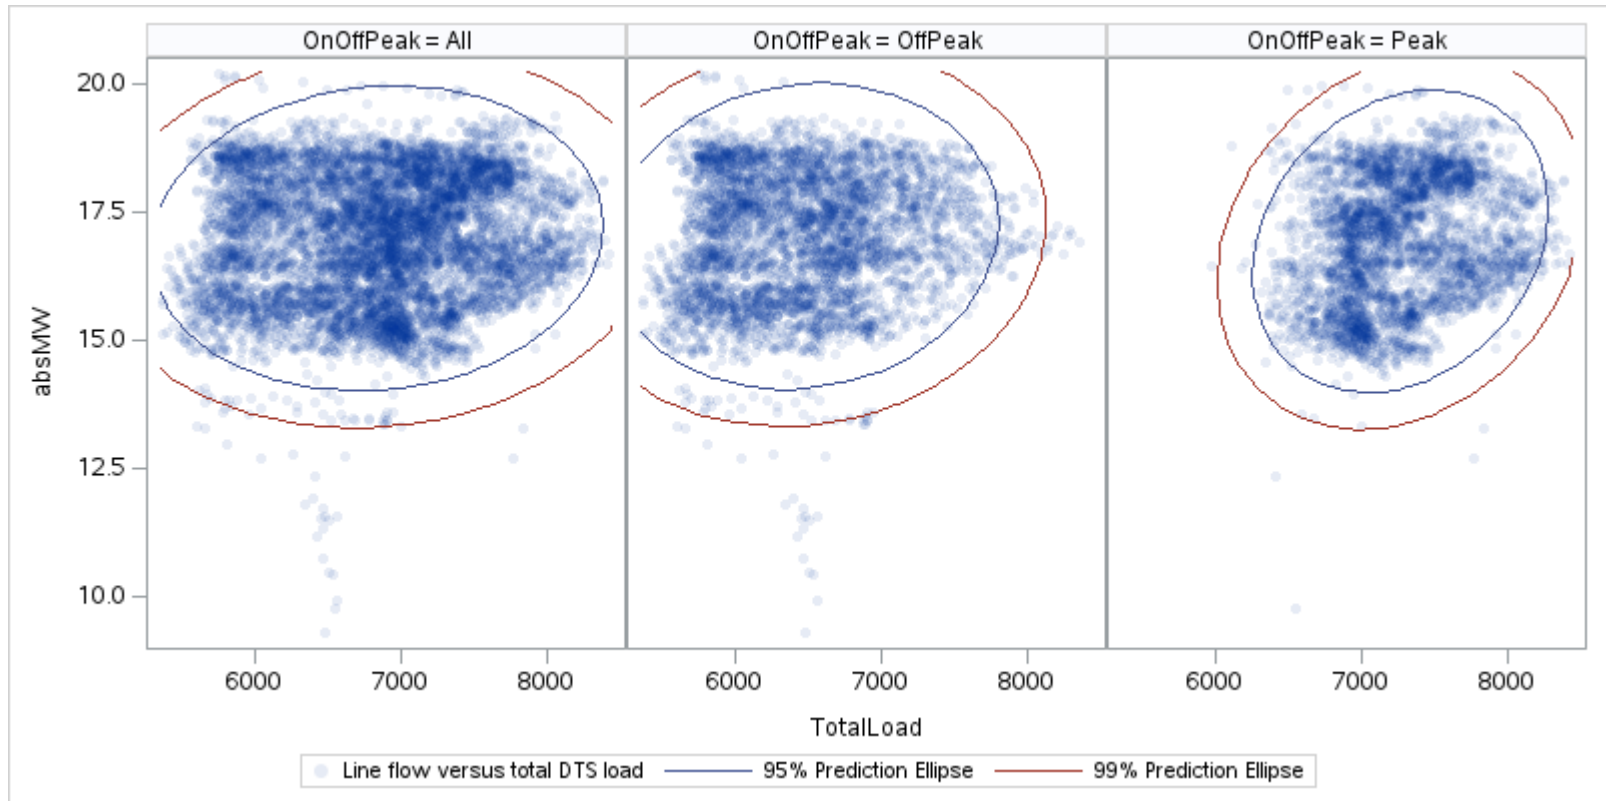 OnOffPeak = All
OnOffPeak = OffPeak
OnOffPeak = Peak
20.0
17.5
15.0
12.5
10.0
absMW
6000 7000 8000
6000 7000 8000
6000 7000 8000
TotalLoad
Line flow versus total DTS load
95% Prediction Ellipse
99% Prediction Ellipse